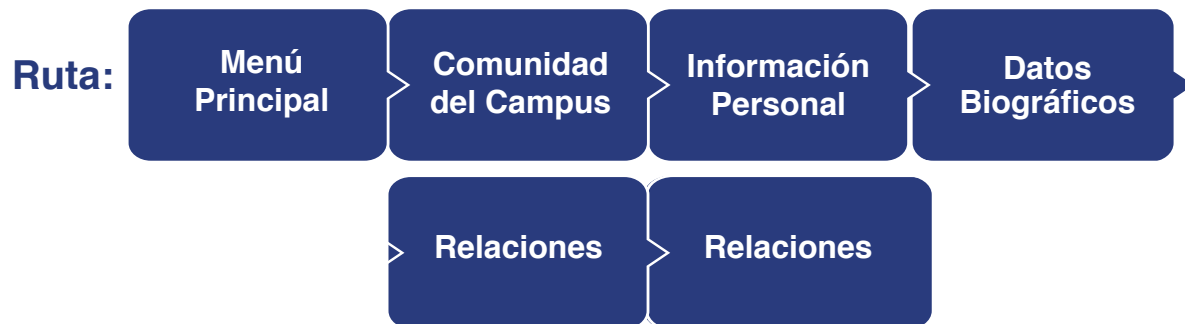 Ruta:
Menú
Principal
Comunidad
del Campus
Información
Personal
Datos
Biográficos
Relaciones
Relaciones